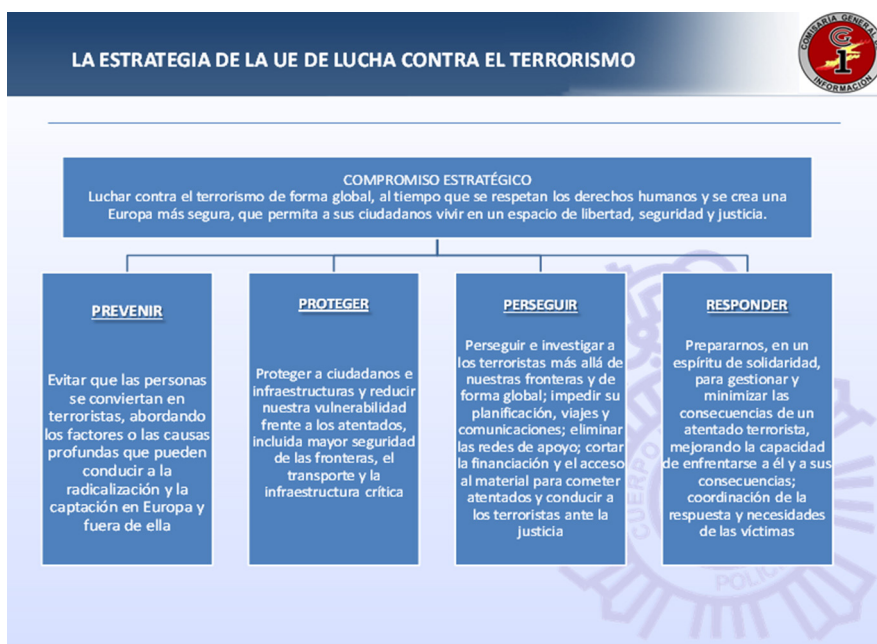 LA ESTRATEGIA DE LA UE DE LUCHA CONTRA EL TERRORISMO
COMISARÍA GENERAL
INFORMACIÓN
COMPROMISO ESTRATÉGICO
Luchar contra el terrorismo de forma global, al tiempo que se respetan los derechos humanos y se crea una
Europa más segura, que permita a sus ciudadanos vivir en un espacio de libertad, seguridad y justicia.
PREVENIR
Evitar que las personas
se conviertan en
terroristas, abordando
los factores o las causas
profundas que pueden
conducir a la
radicalización y la
captación en Europa y
fuera de ella
PROTEGER
Proteger a ciudadanos e
infraestructuras y reducir
nuestra vulnerabilidad
frente a los atentados,
incluida mayor seguridad
de las fronteras, el
transporte y la
infraestructura crítica
PERSEGUIR
Perseguir e investigar a
los terroristas más allá de
nuestras fronteras y de
forma global; impedir su
planificación, viajes y
comunicaciones; eliminar
las redes de apoyo; cortar
la financiación y el acceso
al material para cometer
atentados y conducir a
los terroristas ante la
justicia
RESPONDER
Prepararnos, en un
espíritu de solidaridad,
para gestionar y
minimizar las
consecuencias de un
atentado terrorista,
mejorando la capacidad
de enfrentarse a él y a sus
consecuencias;
coordinación de la
respuesta y necesidades
de las víctimas
CUERPO